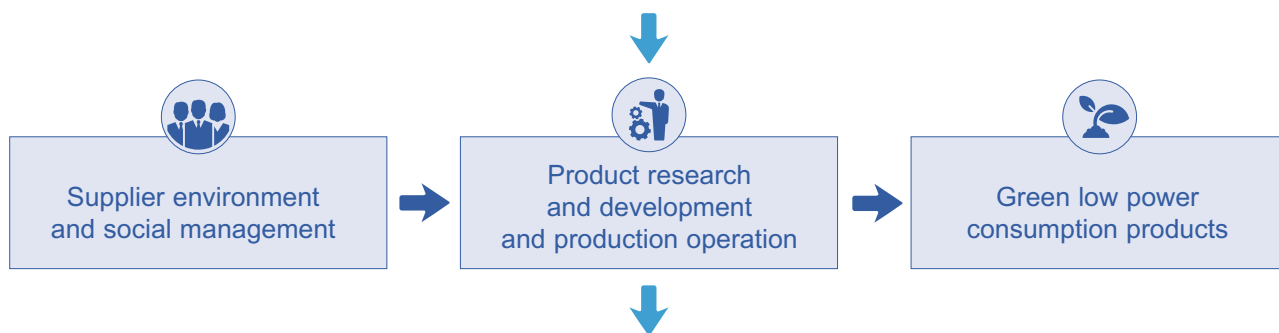 Supplier environment
and social management
Product research
and development
and production operation
Green low power
consumption products